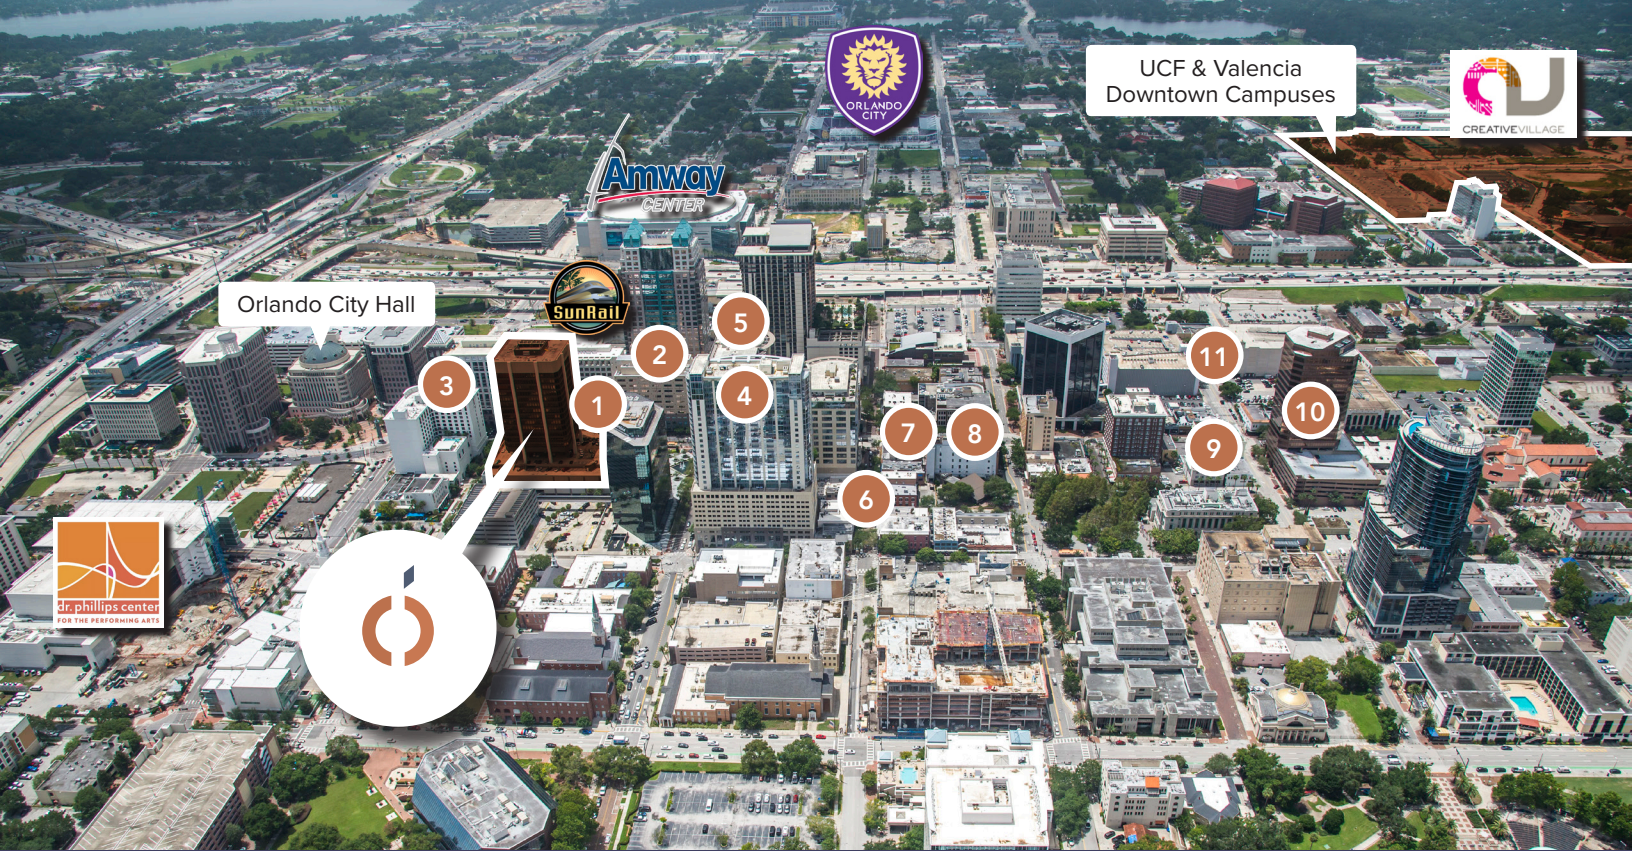 ORLANDO
CITY
UCF & Valencia
Downtown Campuses
CREATIVEVILLAGE
Amway
CENTER
SunRail
Orlando City Hall
5
2
11
3
4
1
10
7
8
9
6
dr. phillips center
FOR THE PERFORMING ARTS